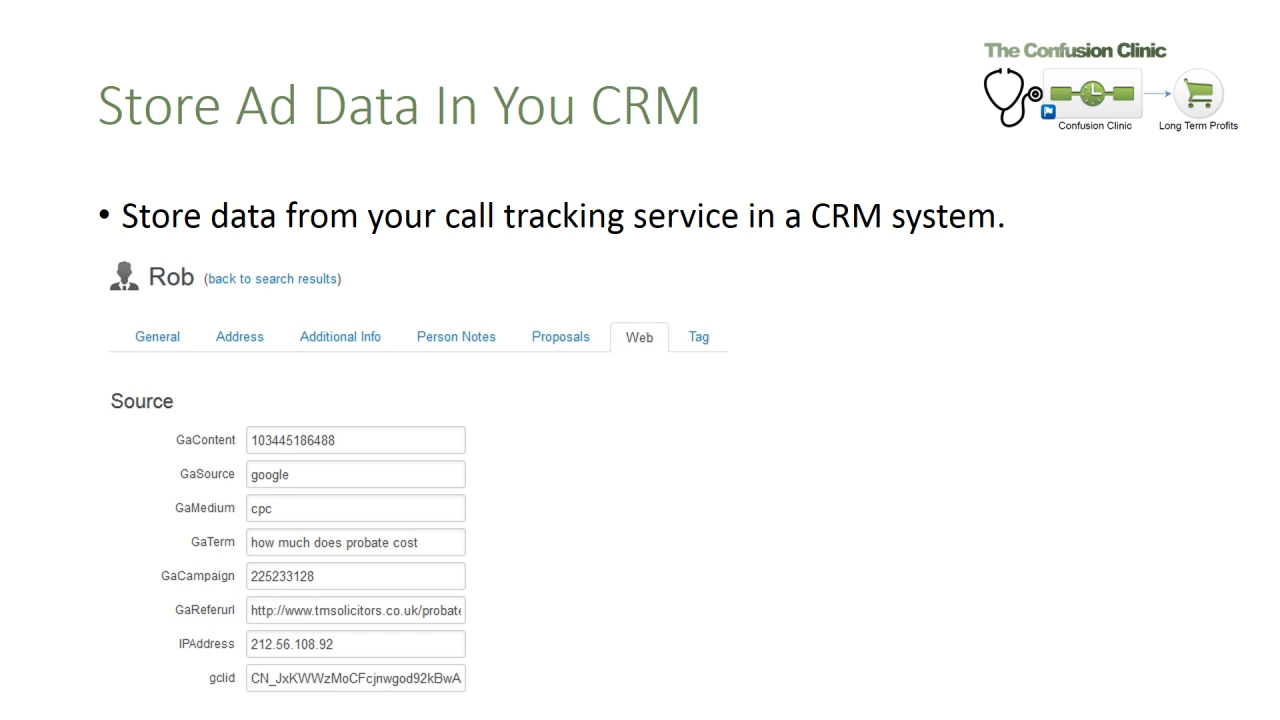 The Confusion Clinic
Store Ad Data In You CRM
Confusion Clinic
Long Term Profits
• Store data from your call tracking service in a CRM system.
Rob (back to search results)
General Address Additional Info Person Notes Proposals Web Tag
Source
GaContent 103445186488
GaSource google
GaMedium cpc
GaTerm how much does probate cost
GaCampaign 225233128
GaReferurl http://www.tmsolicitors.co.uk/probate
IPAddress 212.56.108.92
gclid CN_JxKWWzMoCFcjnwgod92kBwA